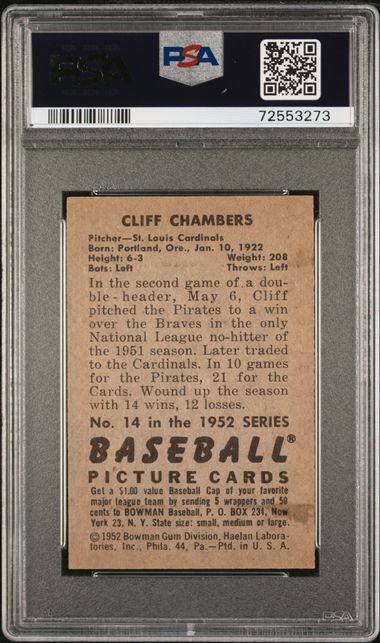 PSA
PSA
72553273
CLIFF CHAMBERS
Pitcher—St. Louis Cardinals
Born: Portland, Ore., Jan. 10, 1922
Height: 6-3 Weight: 208
Bats: Left Throws: Left
In the second game of a dou-
ble-header, May 6, Cliff
pitched the Pirates to a win
over the Braves in the only
National League no-hitter of
the 1951 season. Later traded
to the Cardinals. In 10 games
for the Pirates, 21 for the
Cards. Wound up the season
with 14 wins, 12 losses.
No. 14 in the 1952 SERIES
BASEBALL®
PICTURE CARDS
Get a $1.00 value Baseball Cap of your favorite
major league team by sending 5 wrappers and 50
cents to BOWMAN Baseball, P. O. BOX 234, New
York 23, N. Y. State size: small, medium or large.
©1952 Bowman Gum Division, Haelan Labora-
tories, Inc., Phila. 44, Pa.—Ptd. in U. S. A.
PSA